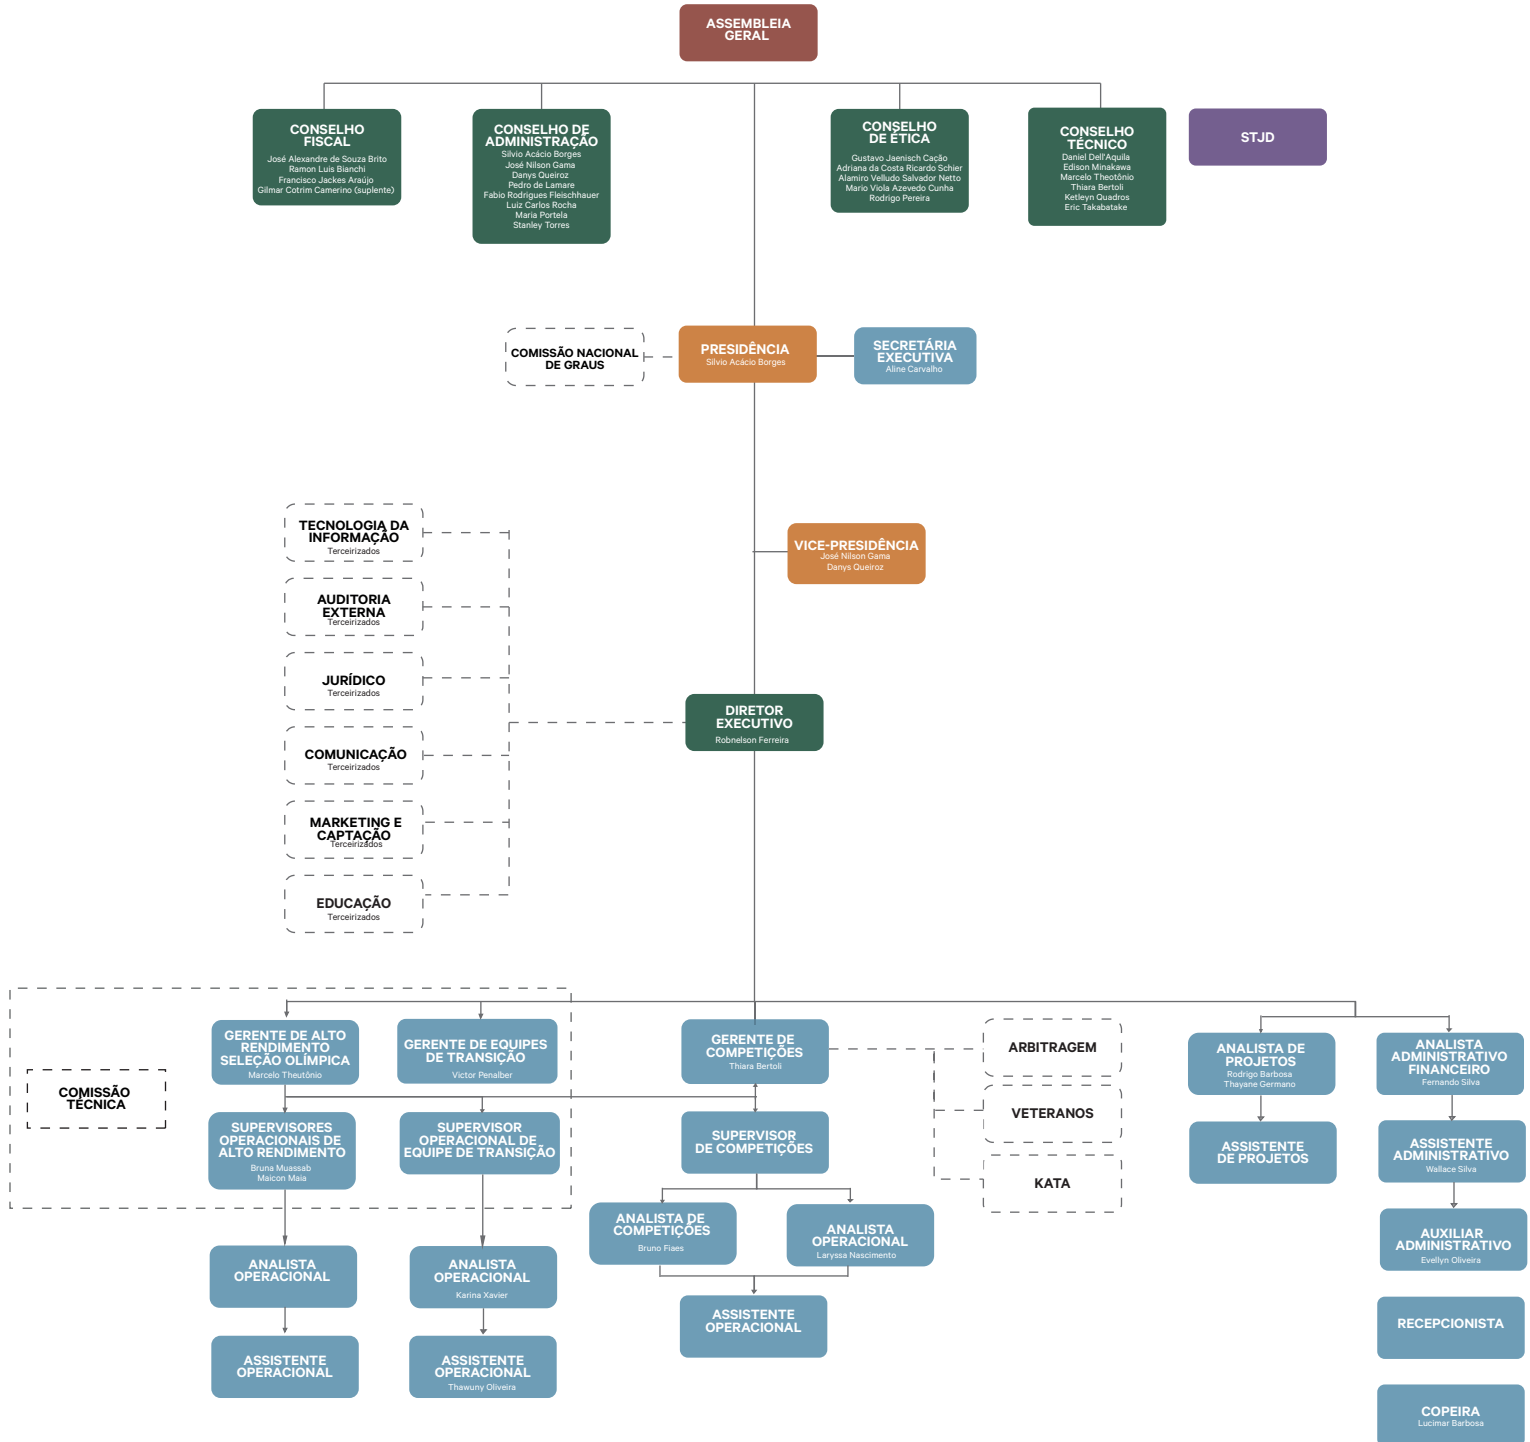 ASSEMBLEIA
GERAL
CONSELHO
FISCAL
José Alexandre de Souza Brito
Ramon Luis Bianchi
Francisco Jackes Araújo
Gilmar Cotrim Camerino (suplente)
CONSELHO DE
ADMINISTRAÇÃO
Silvio Acácio Borges
José Nilson Gama
Danys Queiroz
Pedro de Lamare
Fabio Rodrigues Fleischhauer
Luiz Carlos Rocha
Maria Portela
Stanley Torres
CONSELHO
DE ÉTICA
Gustavo Jaenisch Cação
Adriana da Costa Ricardo Schier
Alamiro Velludo Salvador Netto
Mario Viola Azevedo Cunha
Rodrigo Pereira
CONSELHO
TÉCNICO
Daniel Dell'Aquila
Edison Minakawa
Marcelo Theotônio
Thiara Bertoli
Ketleyn Quadros
Eric Takabatake
STJD
COMISSÃO NACIONAL
DE GRAUS
PRESIDÊNCIA
Silvio Acácio Borges
SECRETÁRIA
EXECUTIVA
Aline Carvalho
TECNOLOGIA DA
INFORMAÇÃO
Terceirizados
VICE-PRESIDÊNCIA
José Nilson Gama
Danys Queiroz
AUDITORIA
EXTERNA
Terceirizados
JURÍDICO
Terceirizados
DIRETOR
EXECUTIVO
Robnelson Ferreira
COMUNICAÇÃO
Terceirizados
MARKETING E
CAPTAÇÃO
Terceirizados
EDUCAÇÃO
Terceirizados
COMISSÃO
TÉCNICA
GERENTE DE ALTO
RENDIMENTO
SELEÇÃO OLÍMPICA
Marcelo Theutônio
GERENTE DE EQUIPES
DE TRANSIÇÃO
Victor Penalber
GERENTE DE
COMPETIÇÕES
Thiara Bertoli
ARBITRAGEM
VETERANOS
KATA
ANALISTA DE
PROJETOS
Rodrigo Barbosa
Thayane Germano
ANALISTA
ADMINISTRATIVO
FINANCEIRO
Fernando Silva
SUPERVISORES
OPERACIONAIS DE
ALTO RENDIMENTO
Bruna Muassab
Maicon Maia
SUPERVISOR
OPERACIONAL DE
EQUIPE DE TRANSIÇÃO
SUPERVISOR
DE COMPETIÇÕES
ASSISTENTE
DE PROJETOS
ASSISTENTE
ADMINISTRATIVO
Wallace Silva
ANALISTA DE
COMPETIÇÕES
Bruno Fiaes
ANALISTA
OPERACIONAL
Laryssa Nascimento
AUXILIAR
ADMINISTRATIVO
Evellyn Oliveira
ANALISTA
OPERACIONAL
ANALISTA
OPERACIONAL
Karina Xavier
ASSISTENTE
OPERACIONAL
RECEPCIONISTA
ASSISTENTE
OPERACIONAL
ASSISTENTE
OPERACIONAL
Thawuny Oliveira
COPEIRA
Lucimar Barbosa